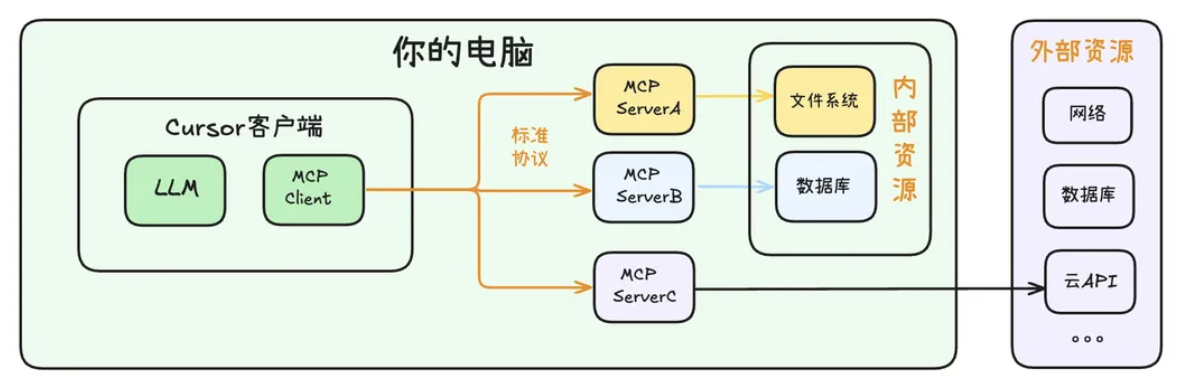 你的电脑
Cursor客户端
LLM
MCP
Client
标准
协议
MCP
ServerA
MCP
ServerB
MCP
ServerC
文件系统
数据库
内
部
资
源
外部资源
网络
数据库
云API